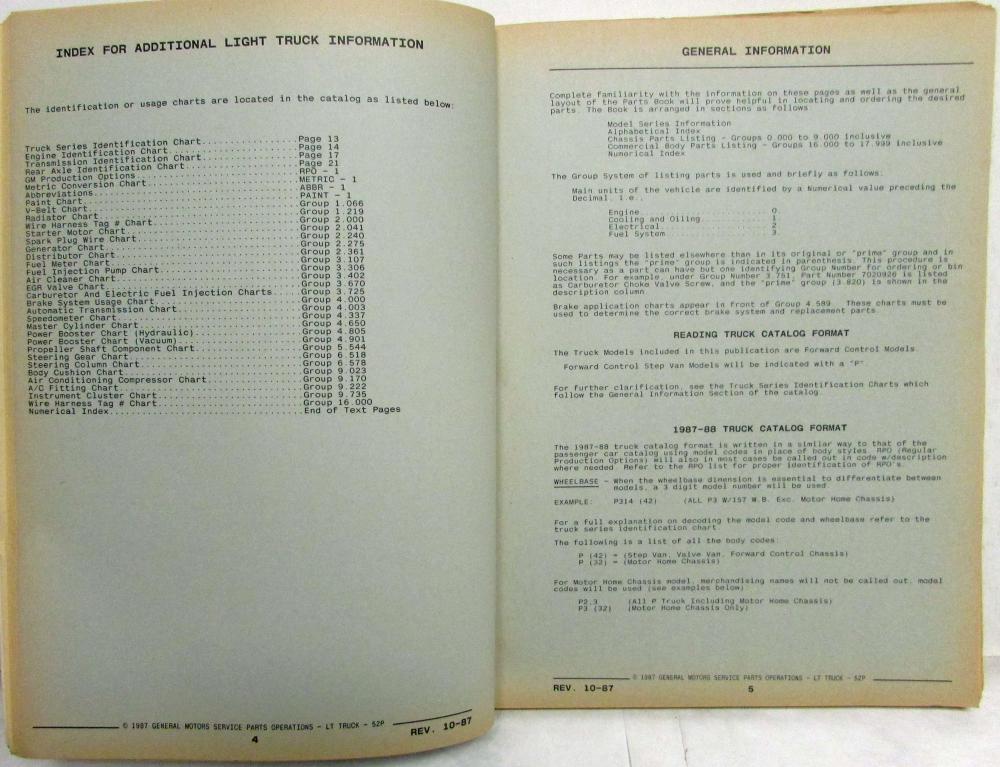 INDEX FOR ADDITIONAL LIGHT TRUCK INFORMATION
The identification or usage charts are located in the catalog as listed below:
Truck Series Identification Chart....................Page 13
Engine Identification Chart....................Page 14
Transmission Identification Chart....................Page 17
Rear Axle Identification Chart....................Page 21
GM Production Options....................RPO - 1
Metric Conversion Chart....................METRIC - 1
Abbreviations....................ABBR - 1
Paint Chart....................PAINT - 1
V-Belt Chart....................Group 1.066
Radiator Chart....................Group 1.219
Wire Harness Tag # Chart....................Group 2.000
Starter Motor Chart....................Group 2.041
Spark Plug Wire Chart....................Group 2.240
Generator Chart....................Group 2.275
Distributor Chart....................Group 2.361
Fuel Meter Chart....................Group 3.107
Fuel Injection Pump Chart....................Group 3.306
Air Cleaner Chart....................Group 3.402
EGR Valve Chart....................Group 3.670
Carburetor And Electric Fuel Injection Charts....................Group 3.725
Brake System Usage Chart....................Group 4.000
Automatic Transmission Chart....................Group 4.003
Speedometer Chart....................Group 4.337
Master Cylinder Chart....................Group 4.650
Power Booster Chart (Hydraulic)....................Group 4.805
Power Booster Chart (Vacuum)....................Group 4.901
Propeller Shaft Component Chart....................Group 5.544
Steering Gear Chart....................Group 6.518
Steering Column Chart....................Group 6.578
Body Cushion Chart....................Group 9.023
Air Conditioning Compressor Chart....................Group 9.170
A/C Fitting Chart....................Group 9.222
Instrument Cluster Chart....................Group 9.735
Wire Harness Tag # Chart....................Group 16.000
Numerical Index....................End of Text Pages
© 1987 GENERAL MOTORS SERVICE PARTS OPERATIONS - LT TRUCK - 52P
REV. 10-87
4
GENERAL INFORMATION
Complete familiarity with the information on these pages as well as the general
layout of the Parts Book will prove helpful in locating and ordering the desired
parts. The Book is arranged in sections as follows:
Model Series Information
Alphabetical Index
Chassis Parts Listing - Groups 0.000 to 9.000 inclusive
Commercial Body Parts Listing - Groups 16.000 to 17.999 inclusive
Numorical Index
The Group System of listing parts is used and briefly as follows:
Main units of the vehicle are identified by a Numerical value preceding the
Decimal, i.e.,
Engine....................0.
Cooling and Oiling....................1.
Electrical....................2.
Fuel System....................3.
Some Parts may be listed elsewhere than in its original or "prime" group and in
such listings the "prime" group is indicated in parenthesis. This procedure is
necessary as a part can have but one identifying Group Number for ordering or bin
location. For example, under Group Number 3.751, Part Number 7020926 is listed
as Carburetor Choke Valve Screw, and the "prime" group (3.820) is shown in the
description column.
Brake application charts appear in front of Group 4.589. These charts must be
used to determine the correct brake system and replacement parts.
READING TRUCK CATALOG FORMAT
The Truck Models included in this publication are Forward Control Models.
Forward Control Step Van Models will be indicated with a "P".
For further clarification, see the Truck Series Identification Charts which
follow the General Information Section of the catalog.
1987-88 TRUCK CATALOG FORMAT
The 1987-88 truck catalog format is written in a similar way to that of the
passenger car catalog using model codes in place of body styles. RPO (Regular
Production Options) will also in most cases be called out in code w/description
where needed. Refer to the RPO list for proper identification of RPO's.
WHEELBASE - When the wheelbase dimension is essential to differentiate between
models, a 3 digit model number will be used.
EXAMPLE: P314 (42) (ALL P3 W/157 W.B. Exc. Motor Home Chassis)
For a full explanation on decoding the model code and wheelbase refer to the
truck series identification chart.
The following is a list of all the body codes:
P (42) = (Step Van, Valve Van, Forward Control Chassis)
P (32) = (Motor Home Chassis)
For Motor Home Chassis model, merchandising names will not be called out, model
codes will be used (see examples below)
P2,3 (All P Truck Including Motor Home Chassis)
P3 (32) (Motor Home Chassis Only)
© 1987 GENERAL MOTORS SERVICE PARTS OPERATIONS - LT TRUCK - 52P
REV. 10-87
5